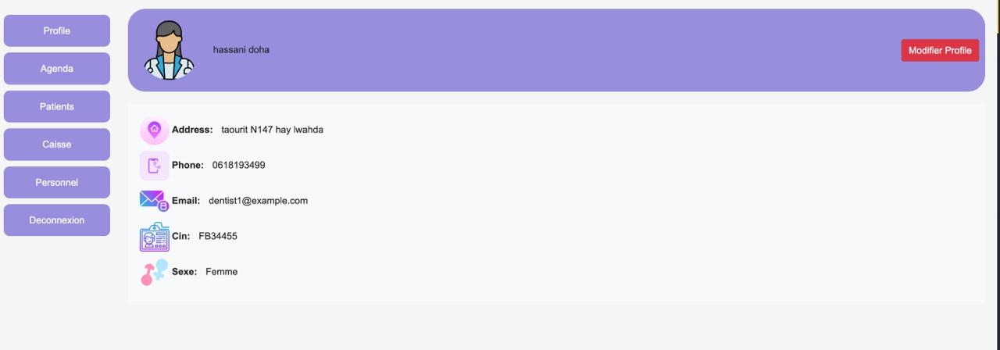 Profile
Agenda
Patients
Caisse
Personnel
Deconnexion
hassani doha
Modifier Profile
Address: taourit N147 hay lwahda
Phone: 0618193499
Email: dentist1@example.com
Cin: FB34455
Sexe: Femme